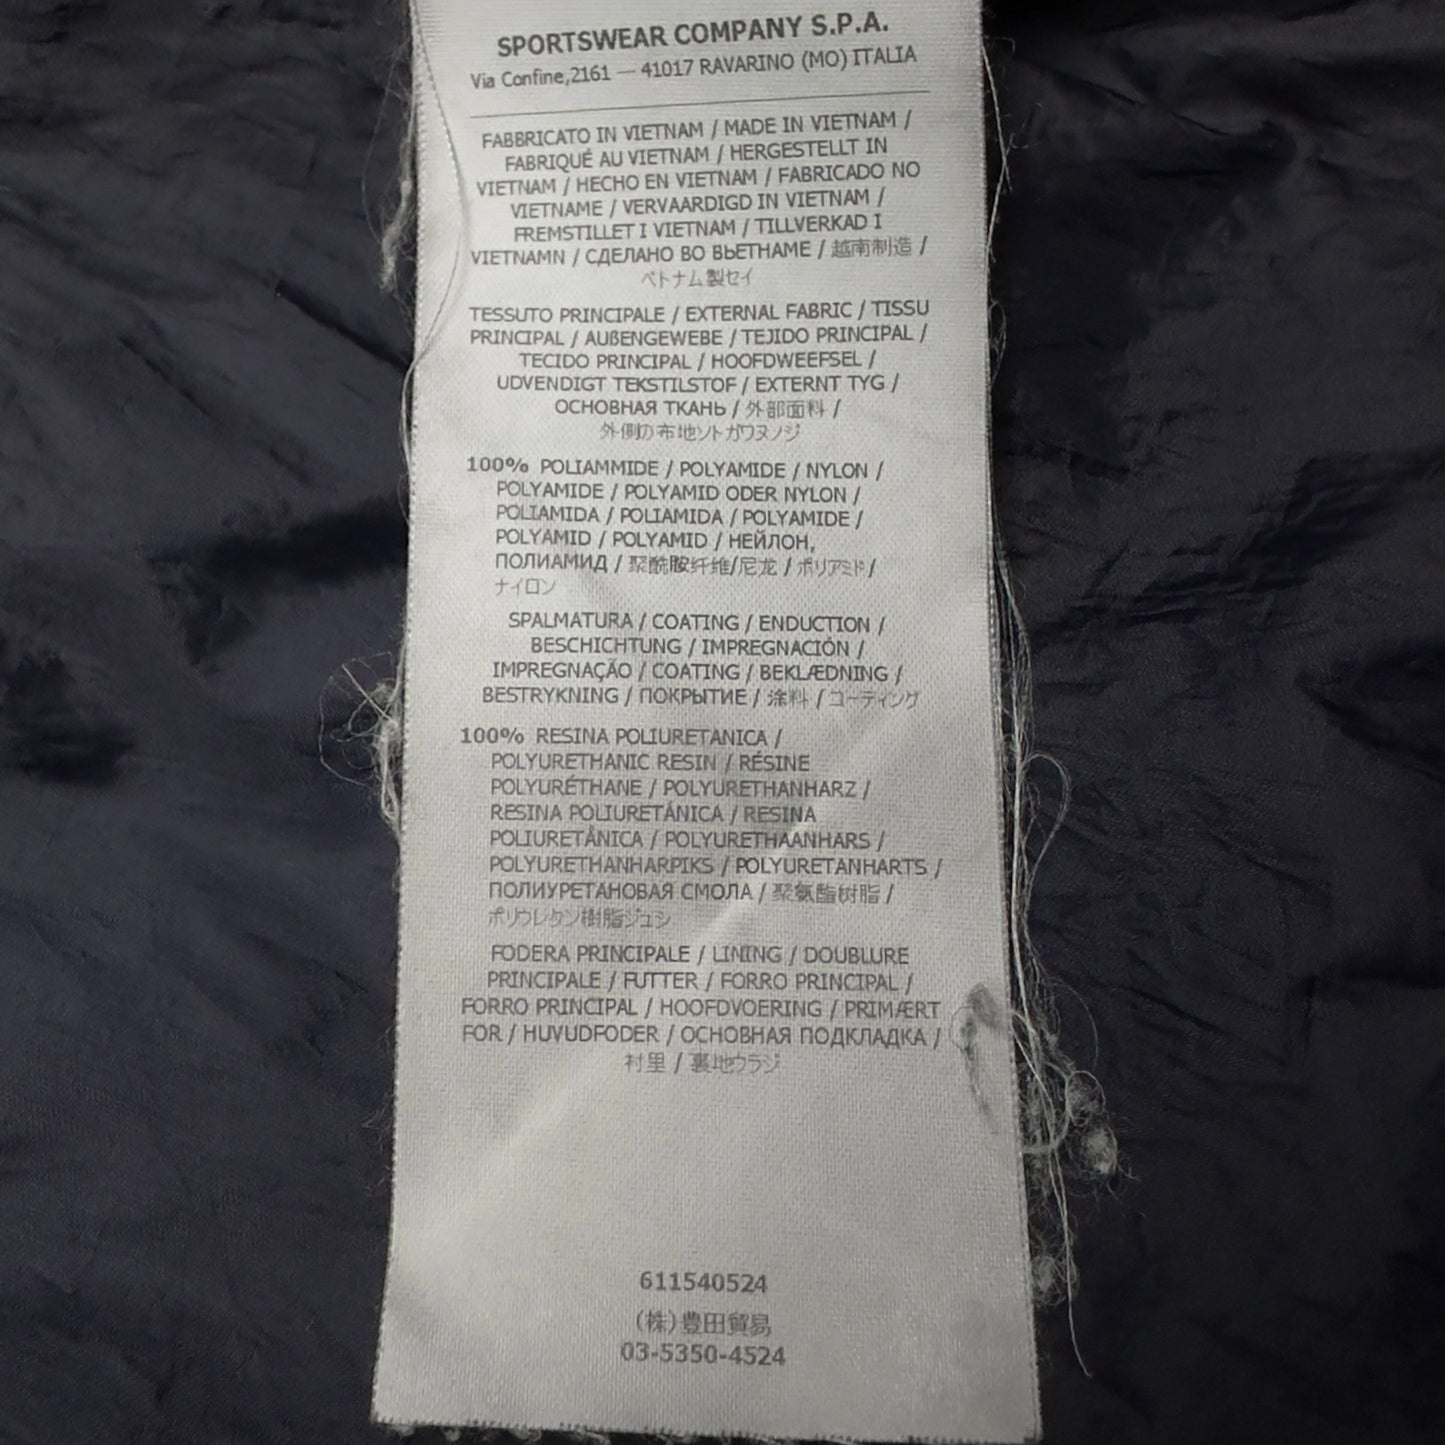 SPORTSWEAR COMPANY S.P.A.
Via Confine,2161 — 41017 RAVARINO (MO) ITALIA
FABBRICATO IN VIETNAM / MADE IN VIETNAM /
FABRIQUÉ AU VIETNAM / HERGESTELLT IN
VIETNAM / HECHO EN VIETNAM / FABRICADO NO
VIETNAME / VERVAARDIGD IN VIETNAM /
FREMSTILLET I VIETNAM / TILLVERKAD I
VIETNAMN / СДЕЛАНО ВО ВЬЕТНАМЕ / 越南制造 /
ベトナム製セイ
TESSUTO PRINCIPALE / EXTERNAL FABRIC / TISSU
PRINCIPAL / AUßENGEWEBE / TEJIDO PRINCIPAL /
TECIDO PRINCIPAL / HOOFDWEEFSEL /
UDVENDIGT TEKSTILSTOF / EXTERNT TYG /
ОСНОВНАЯ ТКАНЬ / 外部面料 /
外側の布地ソトガワヌノジ
100% POLIAMMIDE / POLYAMIDE / NYLON /
POLYAMIDE / POLYAMID ODER NYLON /
POLIAMIDA / POLIAMIDA / POLYAMIDE /
POLYAMID / POLYAMID / НЕЙЛОН,
ПОЛИАМИД / 聚酰胺纤维/尼龙 / ポリアミド /
ナイロン
SPALMATURA / COATING / ENDUCTION /
BESCHICHTUNG / IMPREGNACIÓN /
IMPREGNAÇÃO / COATING / BEKLÆDNING /
BESTRYKNING / ПОКРЫТИЕ / 涂料 / コーティング
100% RESINA POLIURETANICA /
POLYURETHANIC RESIN / RÉSINE
POLYURÉTHANE / POLYURETHANHARZ /
RESINA POLIURETÁNICA / RESINA
POLIURETÂNICA / POLYURETHAANHARS /
POLYURETHANHARPIKS / POLYURETANHARTS /
ПОЛИУРЕТАНОВАЯ СМОЛА / 聚氨酯树脂 /
ポリウレタン樹脂ジュシ
FODERA PRINCIPALE / LINING / DOUBLURE
PRINCIPALE / FUTTER / FORRO PRINCIPAL /
FORRO PRINCIPAL / HOOFDVOERING / PRIMÆRT
FOR / HUVUDFODER / ОСНОВНАЯ ПОДКЛАДКА /
衬里 / 裏地ウラジ
611540524
(株)豊田貿易
03-5350-4524